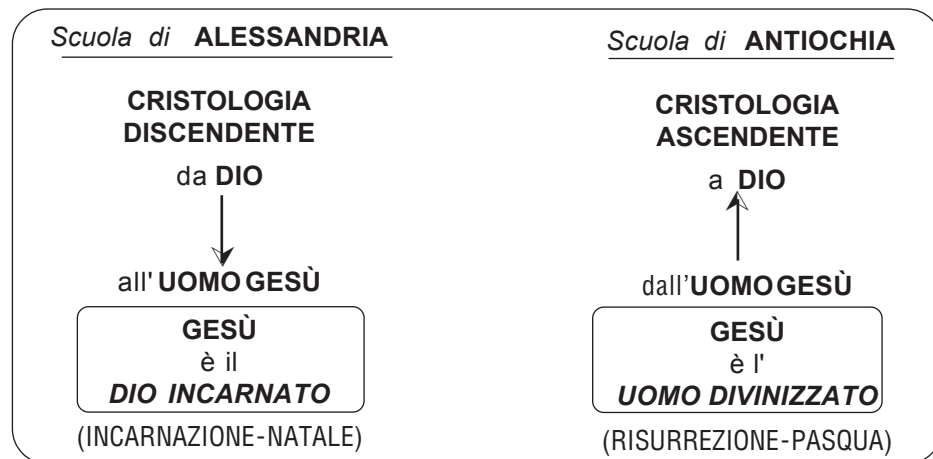 Scuola di ALESSANDRIA
CRISTOLOGIA
DISCENDENTE
da DIO
all' UOMO GESÙ
GESÙ
è il
DIO INCARNATO
(INCARNAZIONE-NATALE)
Scuola di ANTIOCHIA
CRISTOLOGIA
ASCENDENTE
a DIO
dall'UOMO GESÙ
GESÙ
è l'
UOMO DIVINIZZATO
(RISURREZIONE-PASQUA)